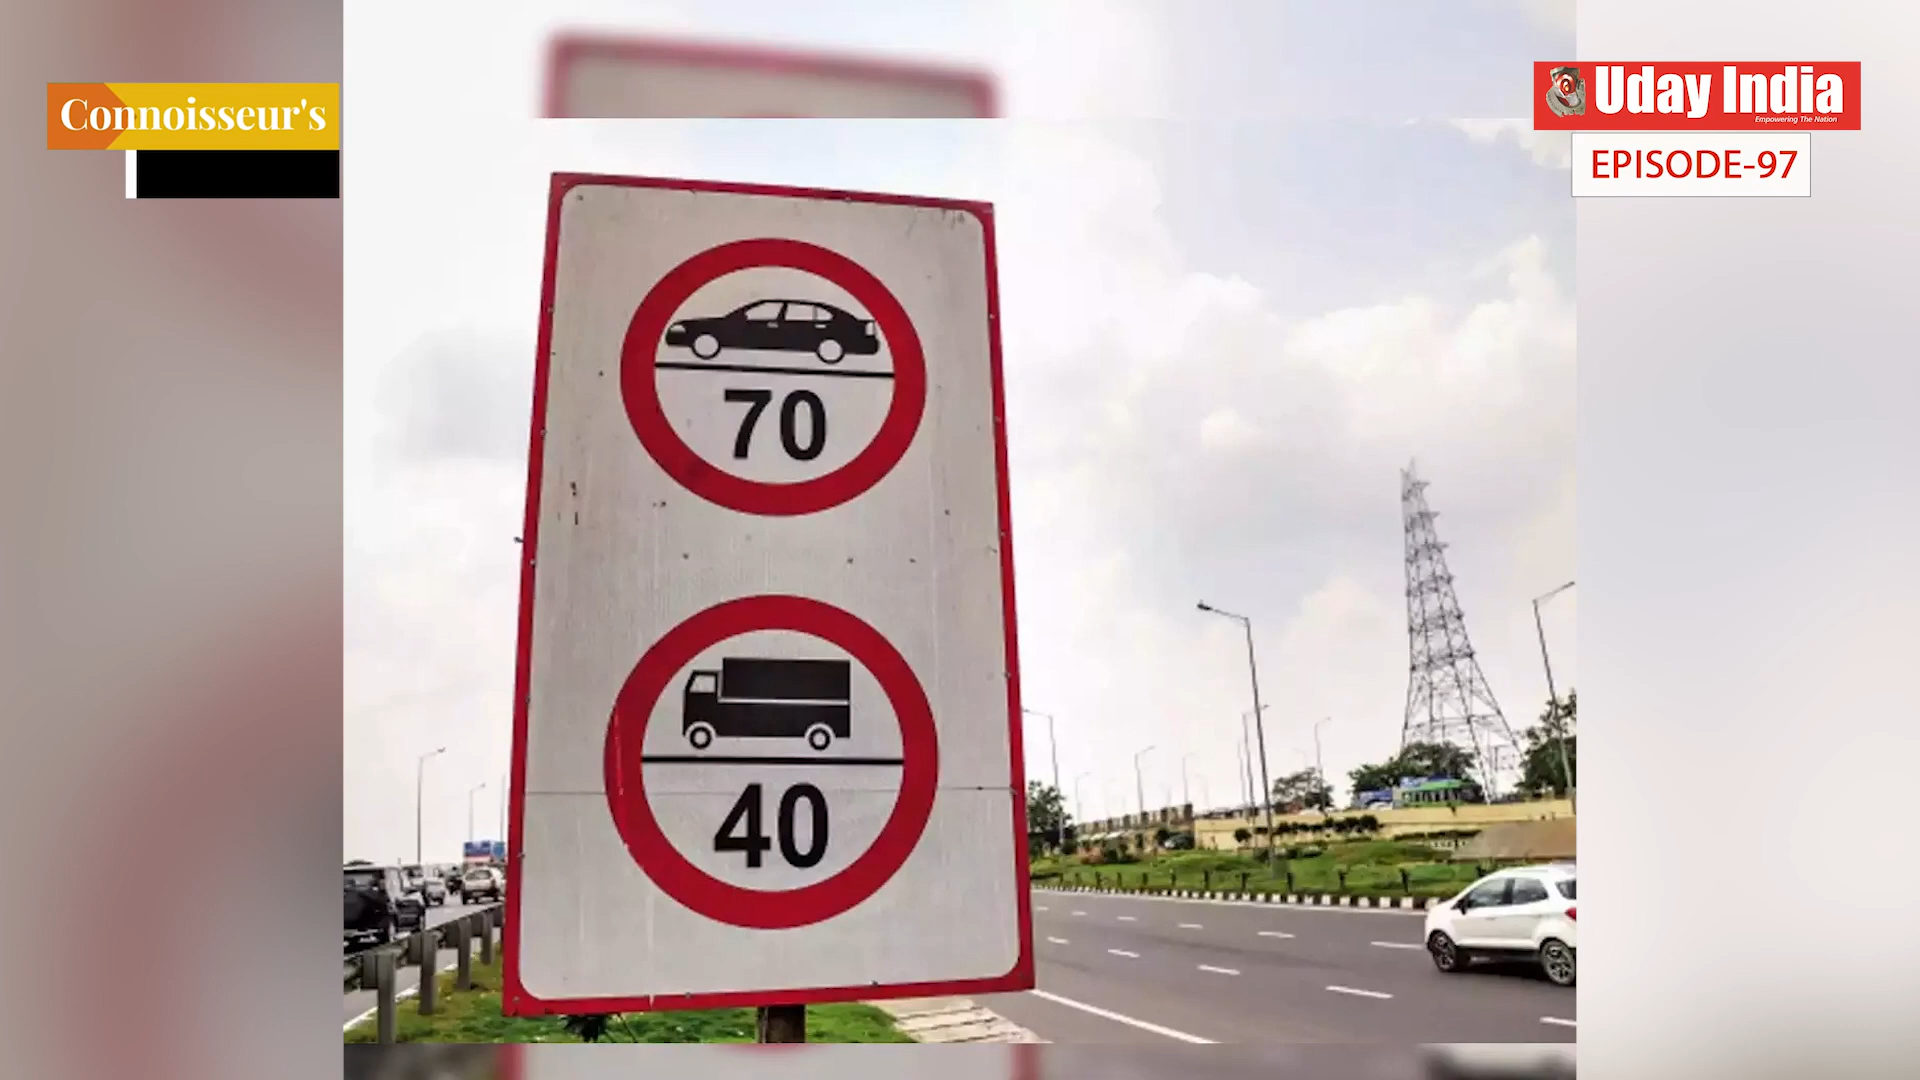 Connoisseur's
Uday India
Empowering The Nation
EPISODE-97
70
40